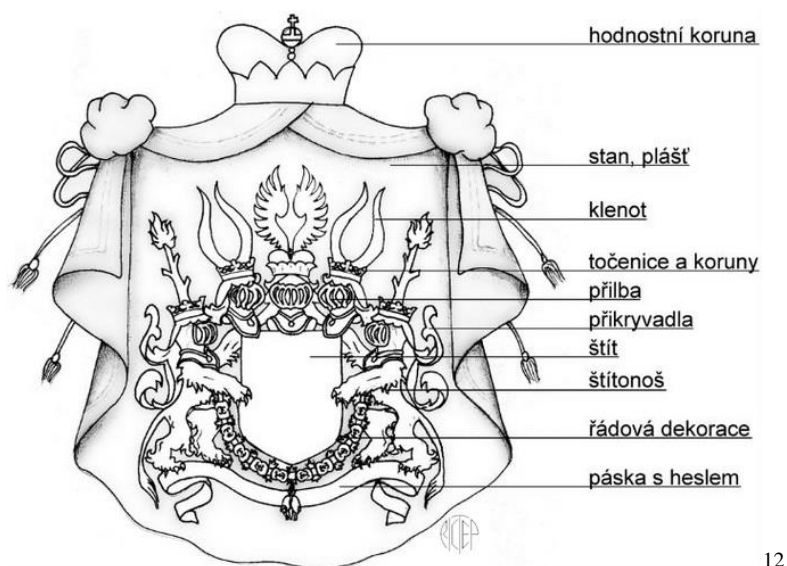 hodnostní koruna
stan, plášť
klenot
točenice a koruny
přilba
přikryvadla
štít
štítonoš
řádová dekorace
páska s heslem
12